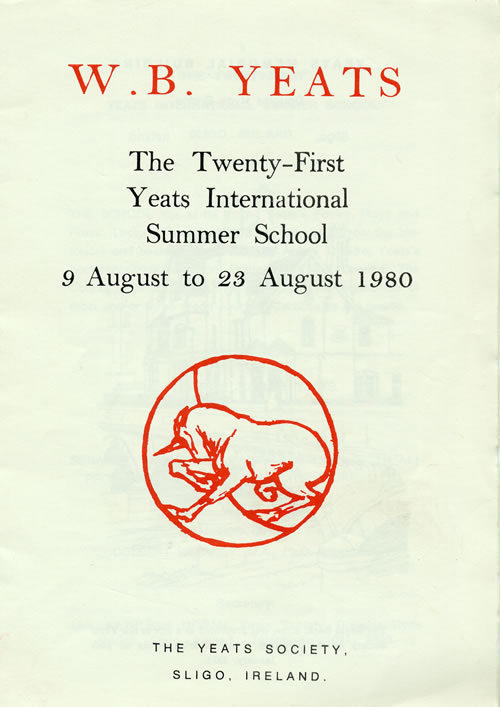 W.B. YEATS
The Twenty-First
Yeats International
Summer School
9 August to 23 August 1980
THE YEATS SOCIETY,
SLIGO, IRELAND.